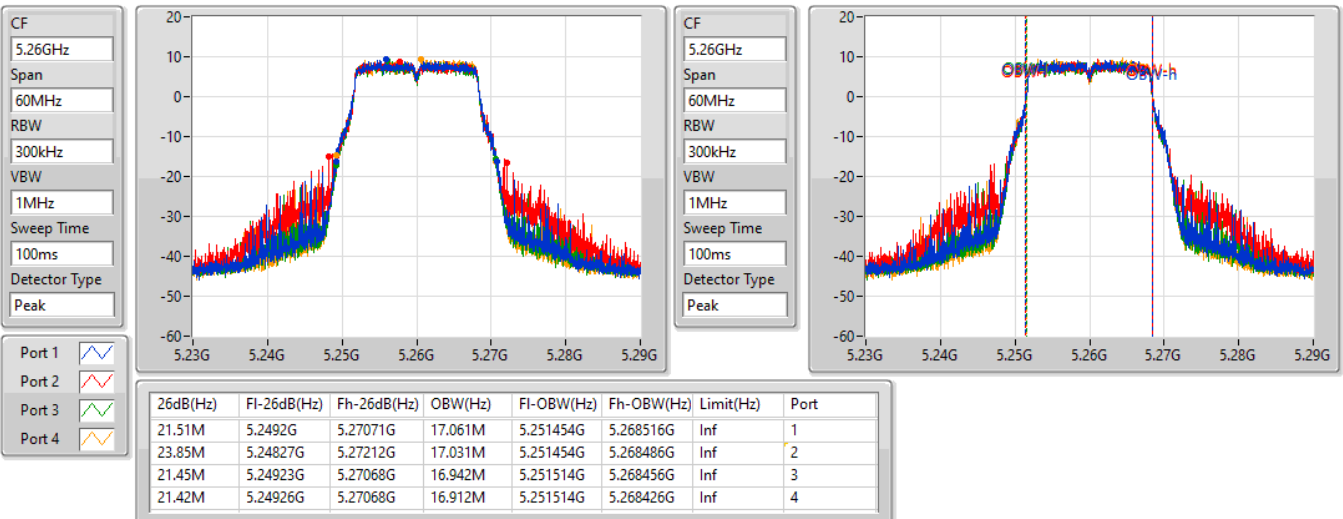 CF
5.26GHz
Span
60MHz
RBW
300kHz
VBW
1MHz
Sweep Time
100ms
Detector Type
Peak
20
10
0
-10
-20
-30
-40
-50
-60
5.23G 5.24G 5.25G 5.26G 5.27G 5.28G 5.29G
CF
5.26GHz
Span
60MHz
RBW
300kHz
VBW
1MHz
Sweep Time
100ms
Detector Type
Peak
20
10
0
-10
-20
-30
-40
-50
-60
OBW-h
5.23G 5.24G 5.25G 5.26G 5.27G 5.28G 5.29G
Port 1
Port 2
Port 3
Port 4
26dB(Hz) Fl-26dB(Hz) Fh-26dB(Hz) OBW(Hz) Fl-OBW(Hz) Fh-OBW(Hz) Limit(Hz) Port
21.51M 5.2492G 5.27071G 17.061M 5.251454G 5.268516G Inf 1
23.85M 5.24827G 5.27212G 17.031M 5.251454G 5.268486G Inf 2
21.45M 5.24923G 5.27068G 16.942M 5.251514G 5.268456G Inf 3
21.42M 5.24926G 5.27068G 16.912M 5.251514G 5.268426G Inf 4